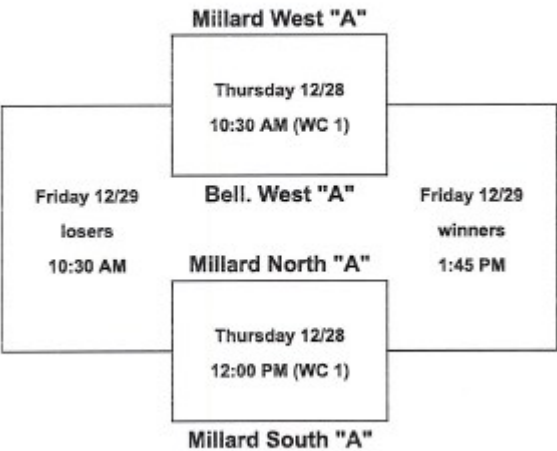 Millard West "A"
Thursday 12/28
10:30 AM (WC 1)
Bell. West "A"
Friday 12/29
losers
10:30 AM
Friday 12/29
winners
1:45 PM
Millard North "A"
Thursday 12/28
12:00 PM (WC 1)
Millard South "A"